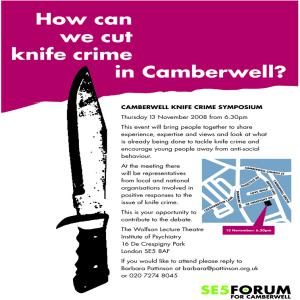 How can
we cut
knife crime
in Camberwell?
CAMBERWELL KNIFE CRIME SYMPOSIUM
Thursday 13 November 2008 from 6.30pm
This event will bring people together to share
experience, expertise and views and look at what
is already being done to tackle knife crime and
encourage young people away from anti-social
behaviour.
At the meeting there
will be representatives
from local and national
organisations involved in
positive responses to the
issue of knife crime.
This is your opportunity to
contribute to the debate.
The Wolfson Lecture Theatre
Institute of Psychiatry
16 De Crespigny Park
London SE5 8AF
13 November 6.30pm
If you would like to attend please reply to
Barbara Pattinson at barbara@pattinson.org.uk
or 020 7274 8045
SE5FORUM
FOR CAMBERWELL